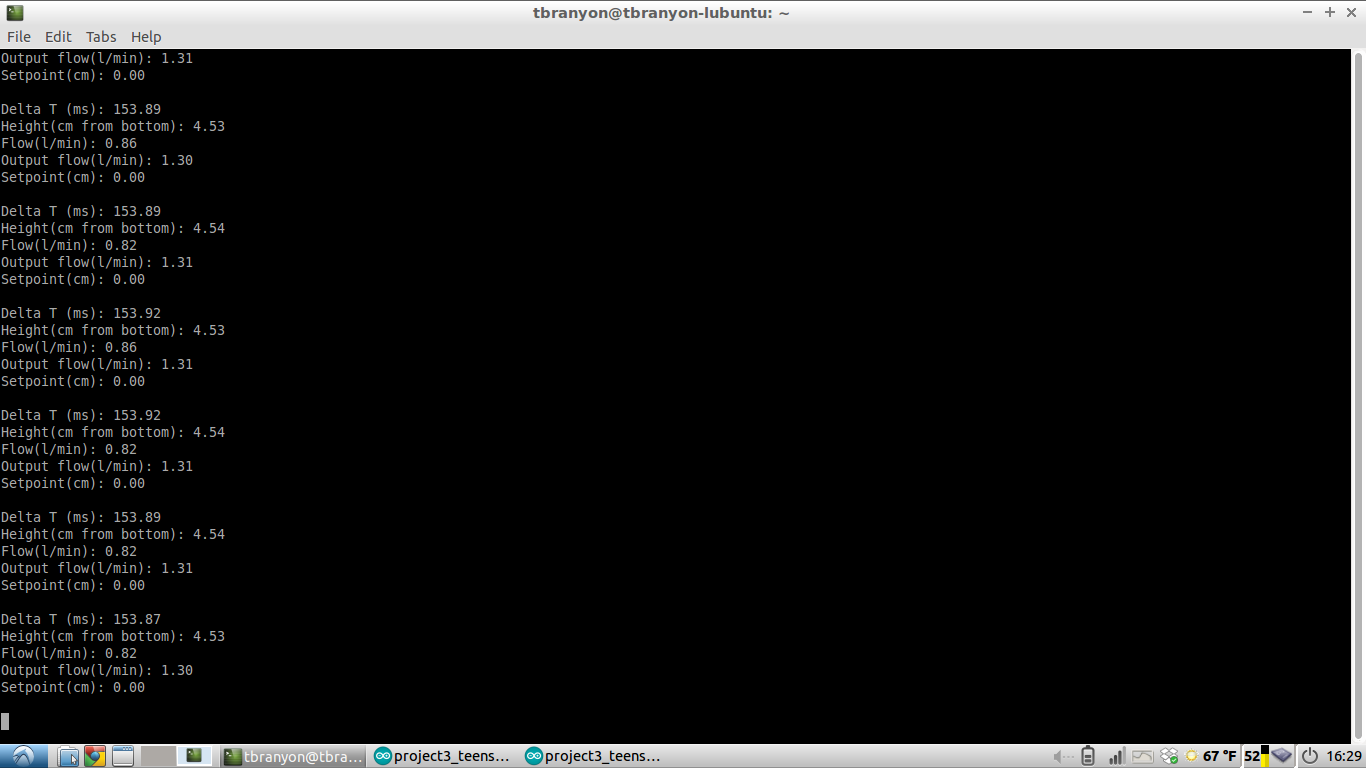 tbranyon@tbranyon-lubuntu: ~
File Edit Tabs Help
Output flow(l/min): 1.31
Setpoint(cm): 0.00
Delta T (ms): 153.89
Height(cm from bottom): 4.53
Flow(l/min): 0.86
Output flow(l/min): 1.30
Setpoint(cm): 0.00
Delta T (ms): 153.89
Height(cm from bottom): 4.54
Flow(l/min): 0.82
Output flow(l/min): 1.31
Setpoint(cm): 0.00
Delta T (ms): 153.92
Height(cm from bottom): 4.53
Flow(l/min): 0.86
Output flow(l/min): 1.31
Setpoint(cm): 0.00
Delta T (ms): 153.92
Height(cm from bottom): 4.54
Flow(l/min): 0.82
Output flow(l/min): 1.31
Setpoint(cm): 0.00
Delta T (ms): 153.89
Height(cm from bottom): 4.54
Flow(l/min): 0.82
Output flow(l/min): 1.31
Setpoint(cm): 0.00
Delta T (ms): 153.87
Height(cm from bottom): 4.53
Flow(l/min): 0.82
Output flow(l/min): 1.30
Setpoint(cm): 0.00
tbranyon@tbra... project3_teens... project3_teens... 67 °F 52 16:29